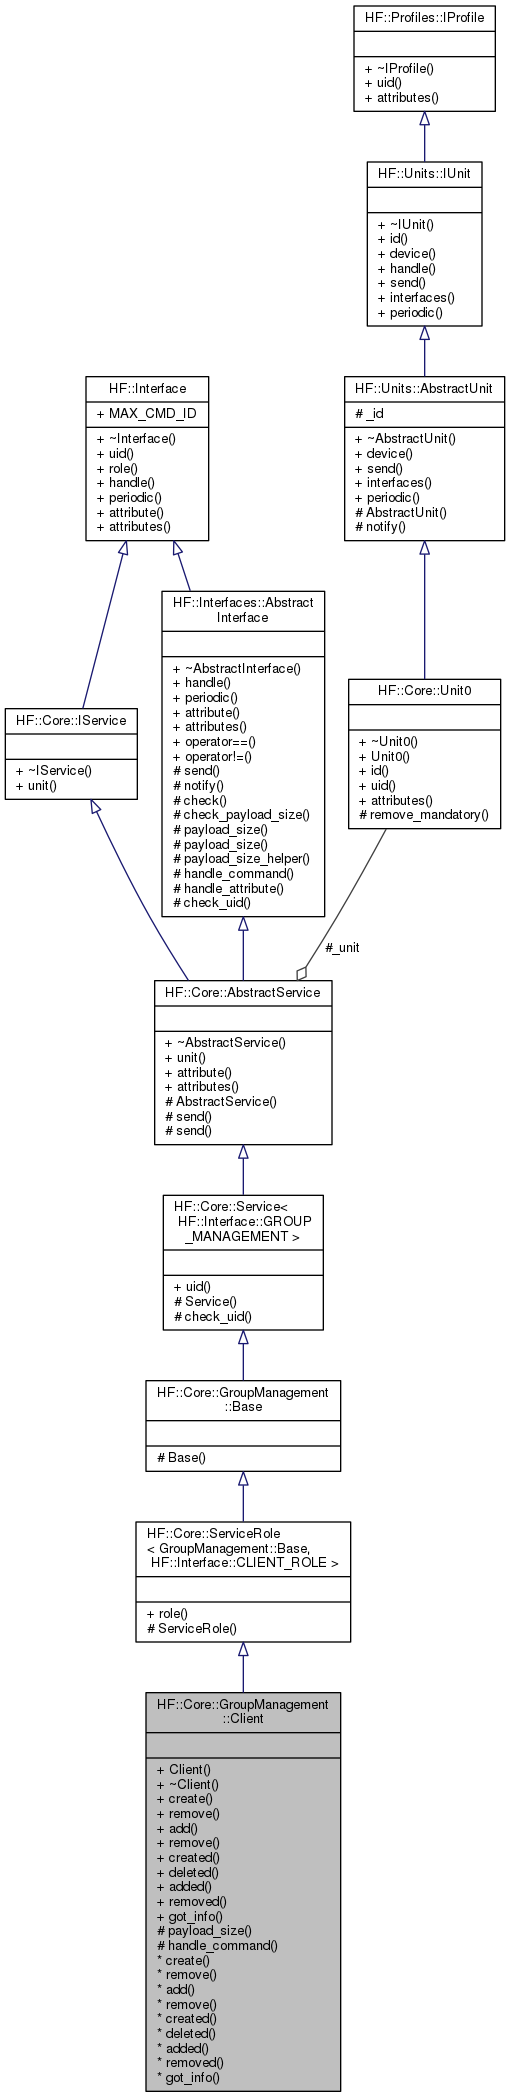 HF::Profiles::IProfile
+ ~IProfile()
+ uid()
+ attributes()
HF::Units::IUnit
+ ~IUnit()
+ id()
+ device()
+ handle()
+ send()
+ interfaces()
+ periodic()
HF::Interface
+ MAX_CMD_ID
+ ~Interface()
+ uid()
+ role()
+ handle()
+ periodic()
+ attribute()
+ attributes()
HF::Units::AbstractUnit
# _id
+ ~AbstractUnit()
+ device()
+ send()
+ interfaces()
+ periodic()
# AbstractUnit()
# notify()
HF::Interfaces::Abstract
Interface
+ ~AbstractInterface()
+ handle()
+ periodic()
+ attribute()
+ attributes()
+ operator==()
+ operator!=()
# send()
# notify()
# check()
# check_payload_size()
# payload_size()
# payload_size()
# payload_size_helper()
# handle_command()
# handle_attribute()
# check_uid()
HF::Core::IService
+ ~IService()
+ unit()
HF::Core::Unit0
+ ~Unit0()
+ Unit0()
+ id()
+ uid()
+ attributes()
# remove_mandatory()
#_unit
HF::Core::AbstractService
+ ~AbstractService()
+ unit()
+ attribute()
+ attributes()
# AbstractService()
# send()
# send()
HF::Core::Service<
HF::Interface::GROUP
_MANAGEMENT >
+ uid()
# Service()
# check_uid()
HF::Core::GroupManagement
::Base
# Base()
HF::Core::ServiceRole
< GroupManagement::Base,
HF::Interface::CLIENT_ROLE >
+ role()
# ServiceRole()
HF::Core::GroupManagement
::Client
+ Client()
+ ~Client()
+ create()
+ remove()
+ add()
+ remove()
+ created()
+ deleted()
+ added()
+ removed()
+ got_info()
# payload_size()
# handle_command()
* create()
* remove()
* add()
* remove()
* created()
* deleted()
* added()
* removed()
* got_info()